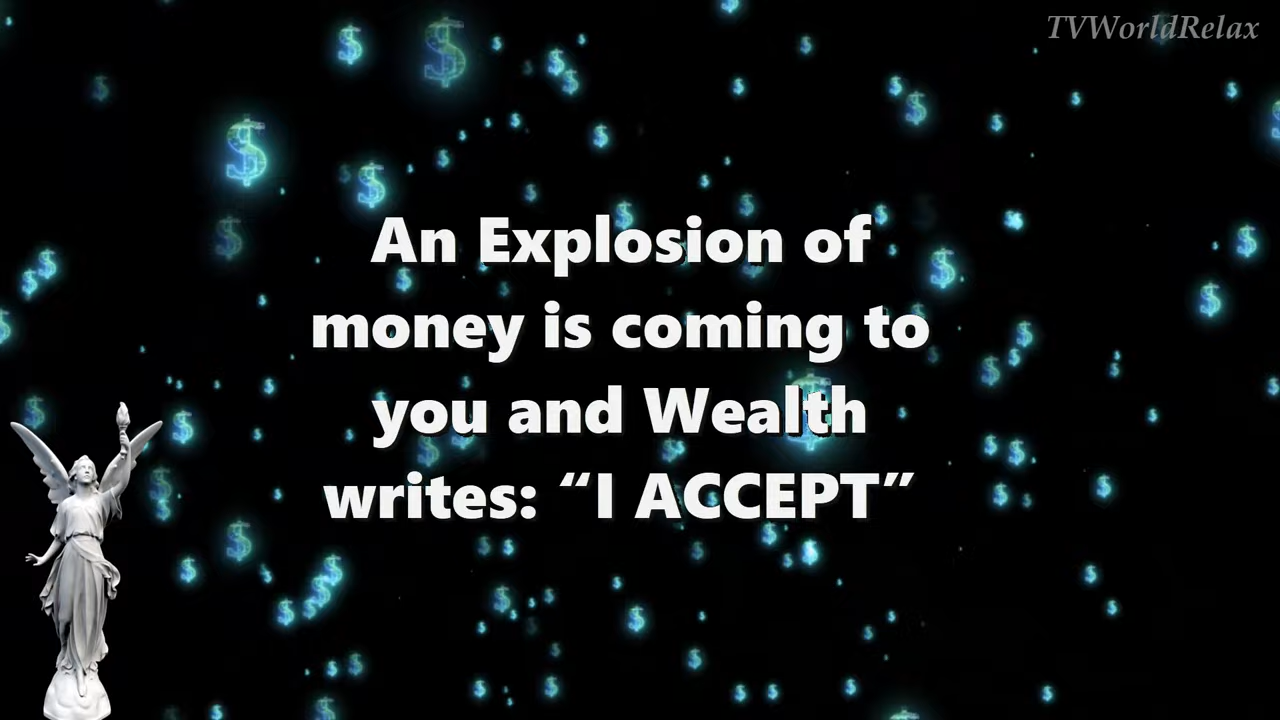 TVWorldRelax
An Explosion of
money is coming to
you and Wealth
writes: “I ACCEPT”